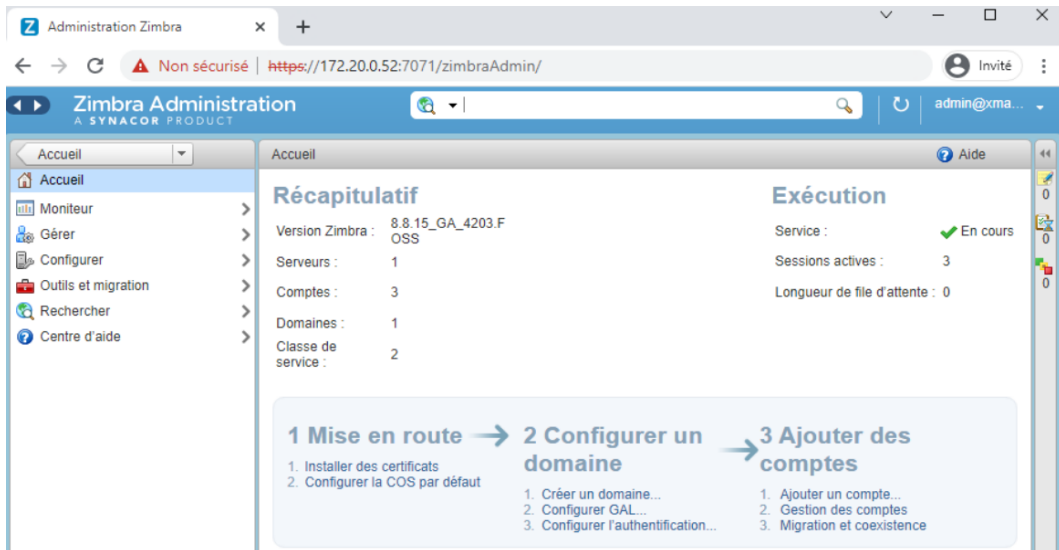 Administration Zimbra
Non sécurisé | https://172.20.0.52:7071/zimbraAdmin/
Invité
Zimbra Administration
A SYNACOR PRODUCT
admin@xma...
Accueil
Accueil
Moniteur
Gérer
Configurer
Outils et migration
Rechercher
Centre d'aide
Accueil
Aide
Récapitulatif
Version Zimbra : 8.8.15_GA_4203.F
OSS
Serveurs : 1
Comptes : 3
Domaines : 1
Classe de
service : 2
Exécution
Service : En cours
Sessions actives : 3
Longueur de file d'attente : 0
0
0
0
1 Mise en route
1. Installer des certificats
2. Configurer la COS par défaut
2 Configurer un
domaine
1. Créer un domaine...
2. Configurer GAL...
3. Configurer l'authentification...
3 Ajouter des
comptes
1. Ajouter un compte...
2. Gestion des comptes
3. Migration et coexistence